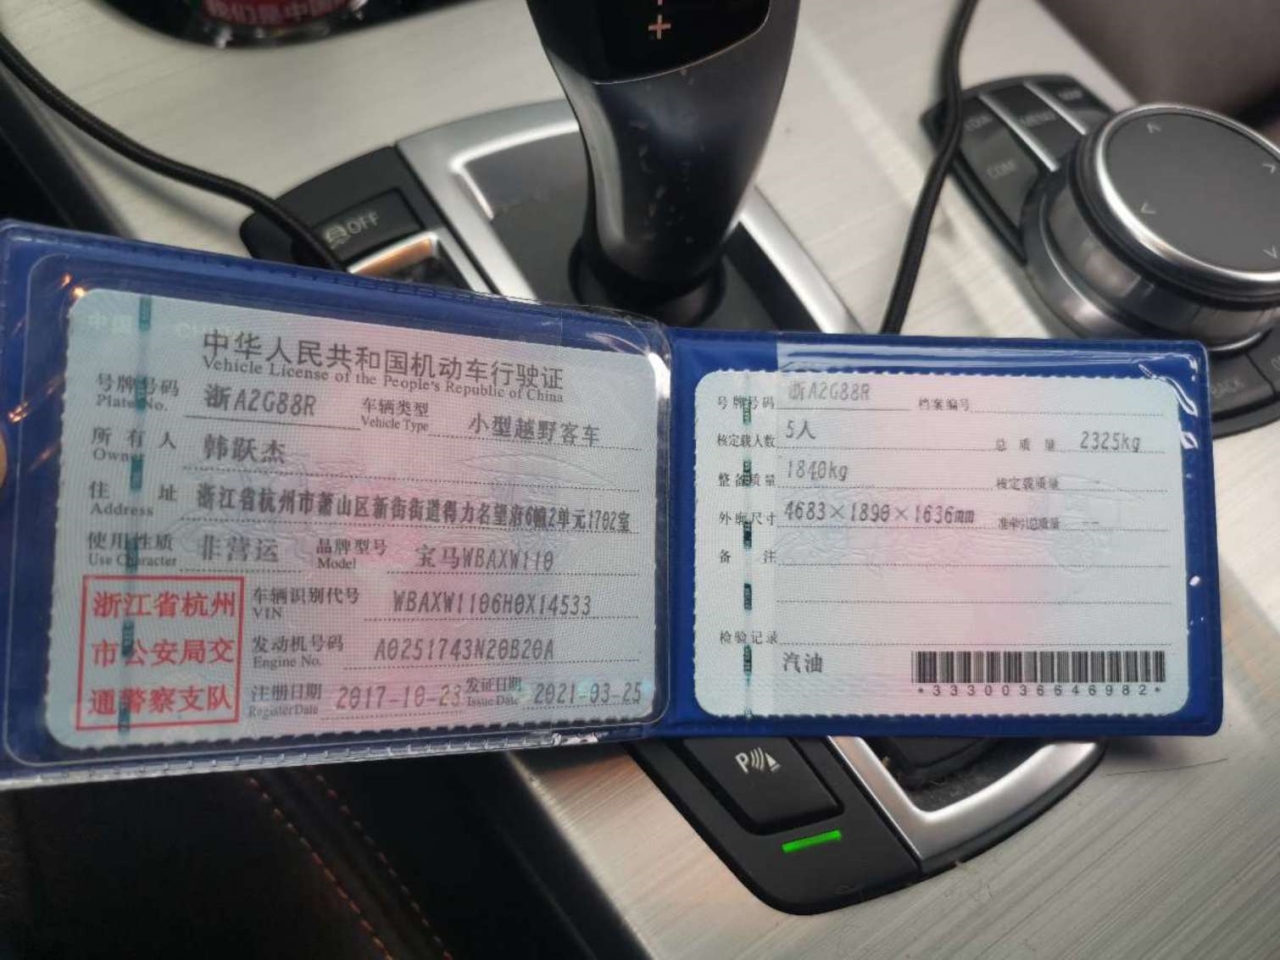 +
OFF
MENU
COM
BACK
中华人民共和国机动车行驶证
Vehicle License of the People's Republic of China
号牌号码 浙A2G88R 车辆类型 小型越野客车
Plate No. Vehicle Type
所有人 韩跃杰
Owner
住址 浙江省杭州市萧山区新街街道得力名望府6幢2单元1702室
Address
使用性质 非营运 品牌型号 宝马WBAXW110
Use Character Model
浙江省杭州
市公安局交
通警察支队
车辆识别代号 WBAXW1106H0X14533
VIN
发动机号码 A0251743N20B20A
Engine No.
注册日期 2017-10-23 发证日期 2021-03-25
Register Date Issue Date
号牌号码 浙A2G88R 档案编号
核定载人数 5人 总质量 2325kg
整备质量 1840kg 核定载质量 --
外廓尺寸 4683×1890×1636mm 准牵引总质量 --
备注
检验记录
汽油
*3330036646982*
P